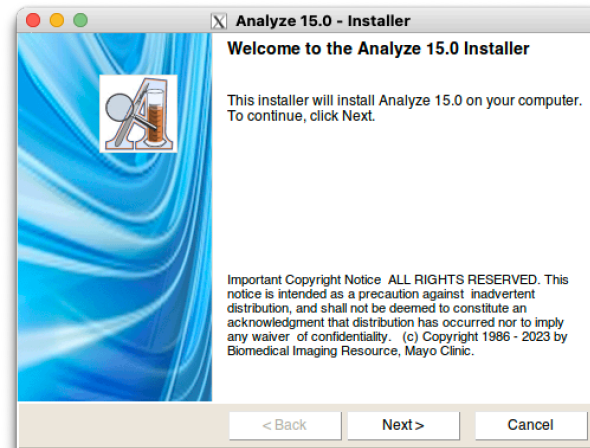 Analyze 15.0 - Installer
Welcome to the Analyze 15.0 Installer
This installer will install Analyze 15.0 on your computer.
To continue, click Next.
Important Copyright Notice  ALL RIGHTS RESERVED. This
notice is intended as a precaution against  inadvertent
distribution, and shall not be deemed to constitute an
acknowledgment that distribution has occurred nor to imply
any waiver  of confidentiality.   (c) Copyright 1986 - 2023 by
Biomedical Imaging Resource, Mayo Clinic.
< Back Next > Cancel